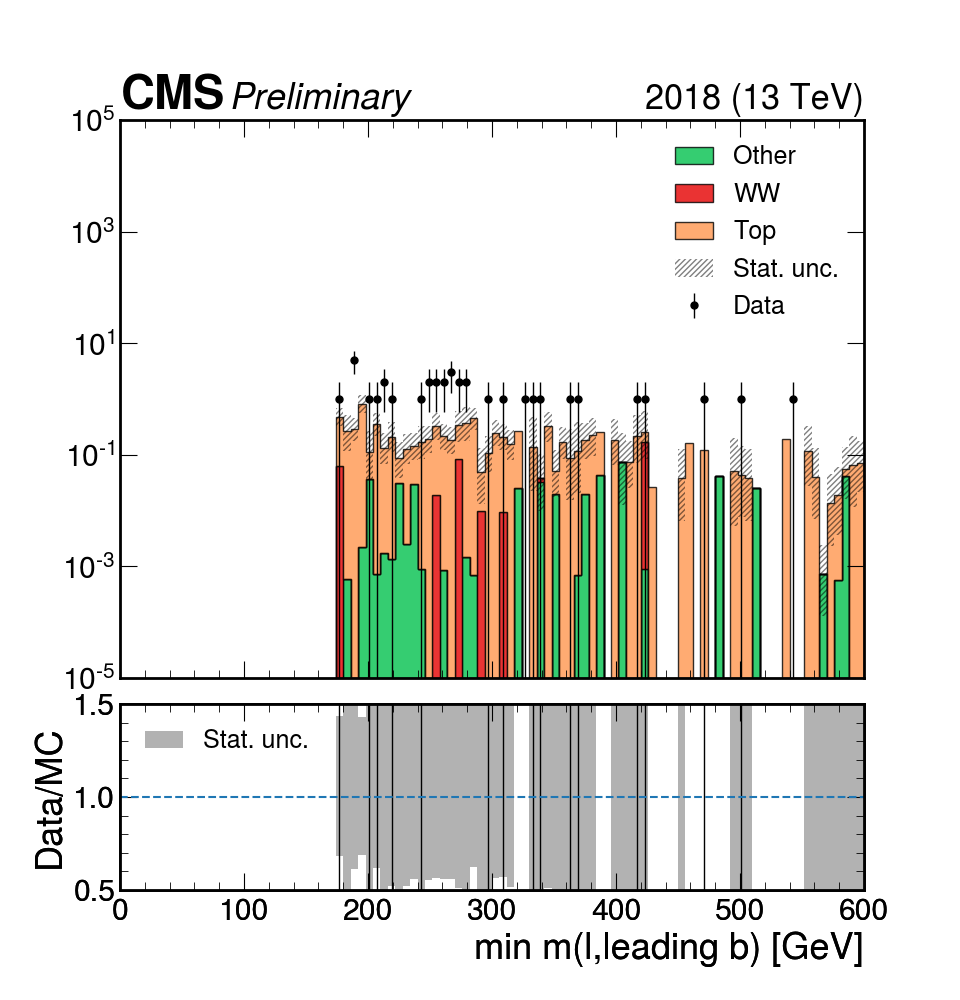 CMS Preliminary 2018 (13 TeV)
10^5
Other
WW
10^3
Top
Stat. unc.
Data
10^1
10^-1
10^-3
10^-5
1.5
Stat. unc.
Data/MC
1.0
0.5
0 100 200 300 400 500 600
min m(l,leading b) [GeV]